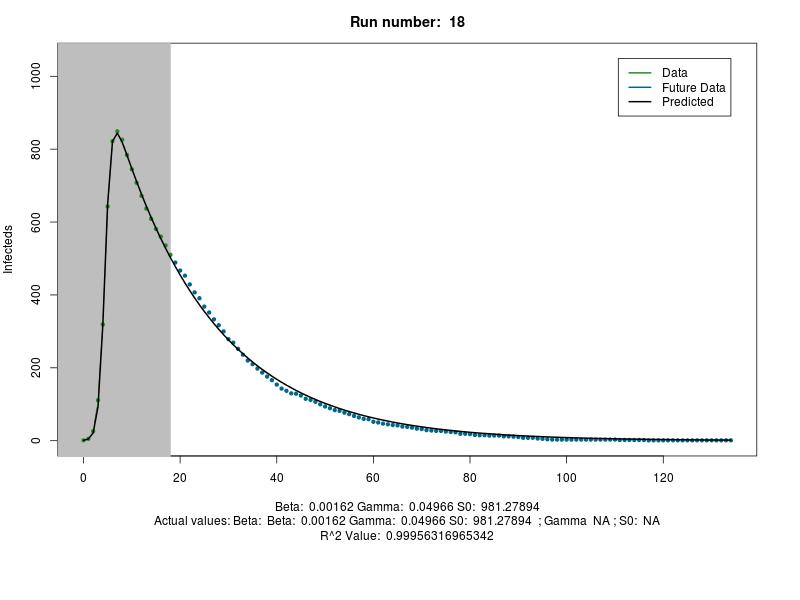 Run number: 18
Infecteds
1000
800
600
400
200
0
Data
Future Data
Predicted
0 20 40 60 80 100 120
Beta: 0.00162 Gamma: 0.04966 S0: 981.27894
Actual values: Beta: Beta: 0.00162 Gamma: 0.04966 S0: 981.27894 ; Gamma NA ; S0: NA
R^2 Value: 0.99956316965342